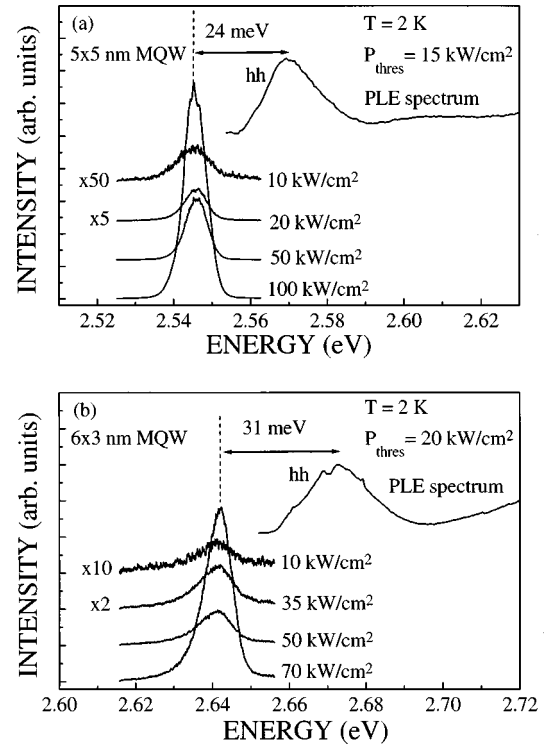 (a)
24 meV
T = 2 K
5x5 nm MQW
P_thres = 15 kW/cm²
hh
PLE spectrum
x50
10 kW/cm²
x5
20 kW/cm²
50 kW/cm²
100 kW/cm²
INTENSITY (arb. units)
2.52 2.54 2.56 2.58 2.60 2.62
ENERGY (eV)
(b)
T = 2 K
6x3 nm MQW
31 meV
P_thres = 20 kW/cm²
hh
PLE spectrum
x10
10 kW/cm²
x2
35 kW/cm²
50 kW/cm²
70 kW/cm²
INTENSITY (arb. units)
2.60 2.62 2.64 2.66 2.68 2.70 2.72
ENERGY (eV)